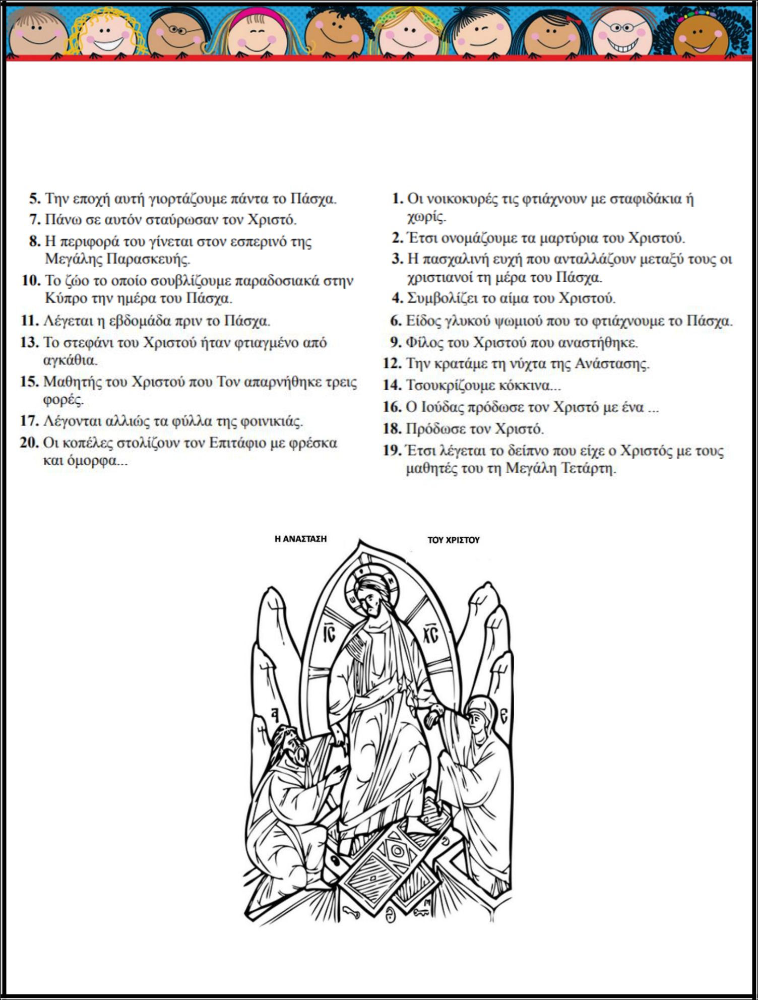 5. Την εποχή αυτή γιορτάζουμε πάντα το Πάσχα.
7. Πάνω σε αυτόν σταύρωσαν τον Χριστό.
8. Η περιφορά του γίνεται στον εσπερινό της
Μεγάλης Παρασκευής.
10. Το ζώο το οποίο σουβλίζουμε παραδοσιακά στην
Κύπρο την ημέρα του Πάσχα.
11. Λέγεται η εβδομάδα πριν το Πάσχα.
13. Το στεφάνι του Χριστού ήταν φτιαγμένο από
αγκάθια.
15. Μαθητής του Χριστού που Τον απαρνήθηκε τρεις
φορές.
17. Λέγονται αλλιώς τα φύλλα της φοινικιάς.
20. Οι κοπέλες στολίζουν τον Επιτάφιο με φρέσκα
και όμορφα...
1. Οι νοικοκυρές τις φτιάχνουν με σταφιδάκια ή
χωρίς.
2. Έτσι ονομάζουμε τα μαρτύρια του Χριστού.
3. Η πασχαλινή ευχή που ανταλλάζουν μεταξύ τους οι
χριστιανοί τη μέρα του Πάσχα.
4. Συμβολίζει το αίμα του Χριστού.
6. Είδος γλυκού ψωμιού που το φτιάχνουμε το Πάσχα.
9. Φίλος του Χριστού που αναστήθηκε.
12. Την κρατάμε τη νύχτα της Ανάστασης.
14. Τσουκρίζουμε κόκκινα...
16. Ο Ιούδας πρόδωσε τον Χριστό με ένα ...
18. Πρόδωσε τον Χριστό.
19. Έτσι λέγεται το δείπνο που είχε ο Χριστός με τους
μαθητές του τη Μεγάλη Τετάρτη.
Η ΑΝΑΣΤΑΣΗ ΤΟΥ ΧΡΙΣΤΟΥ
IC XC